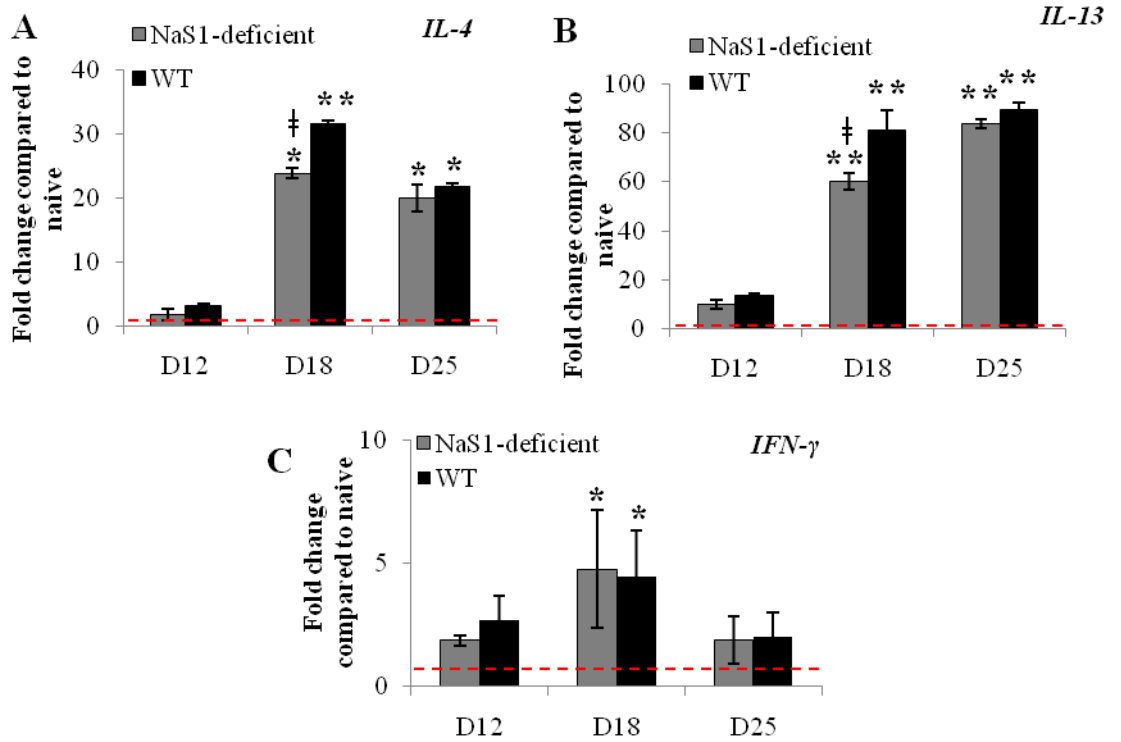 A
NaS1-deficient
WT
IL-4
Fold change compared to
naive
40
30
20
10
0
‡
*
**
*
*
D12 D18 D25
B
NaS1-deficient
WT
IL-13
Fold change compared to
naive
100
80
60
40
20
0
‡
**
**
**
**
D12 D18 D25
C
NaS1-deficient
WT
IFN-γ
Fold change
compared to naive
10
5
0
*
*
D12 D18 D25